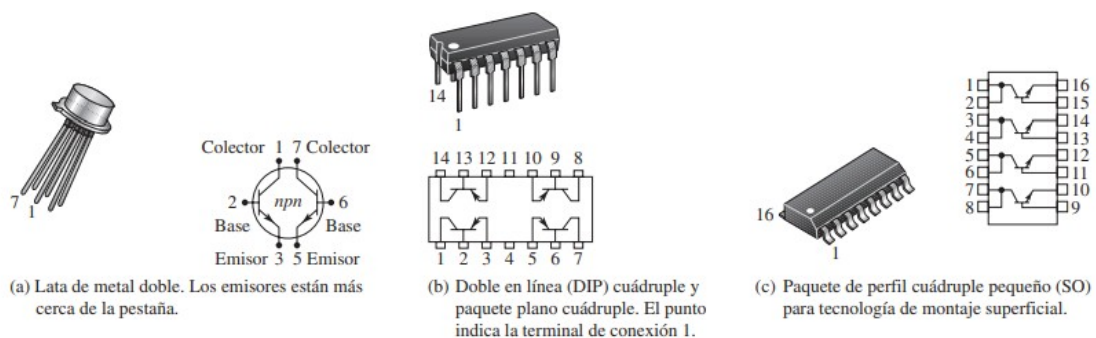 14
1
7
1
Colector 1 7 Colector
2
npn
6
Base
Base
Emisor 3 5 Emisor
(a) Lata de metal doble. Los emisores están más
cerca de la pestaña.
14 13 12 11 10 9 8
1 2 3 4 5 6 7
(b) Doble en línea (DIP) cuádruple y
paquete plano cuádruple. El punto
indica la terminal de conexión 1.
16
1
1 16
2 15
3 14
4 13
5 12
6 11
7 10
8 9
(c) Paquete de perfil cuádruple pequeño (SO)
para tecnología de montaje superficial.